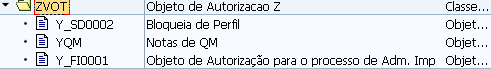 ZVOT Objeto de Autorizacao Z Classe...
Y_SD0002 Bloqueia de Perfil Objet...
YQM Notas de QM Objet...
Y_FI0001 Objeto de Autorização para o processo de Adm. Imp Objet...